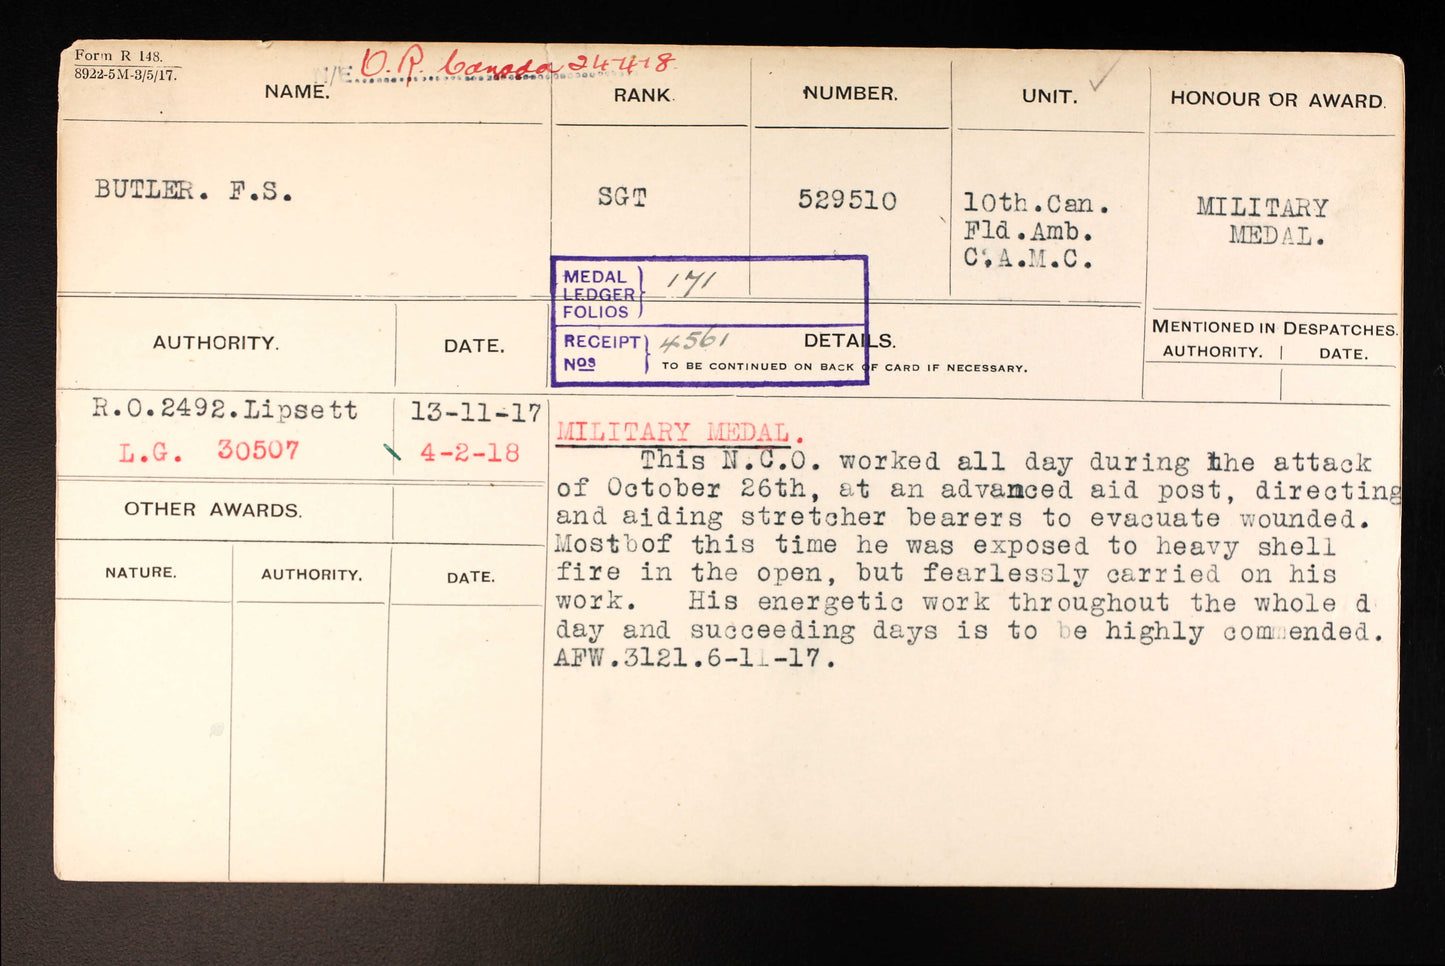 Form R 148.
8922-5M-3/5/17.
N/E O.R. Canada 24-4-18
NAME.
RANK.
NUMBER.
UNIT.
HONOUR OR AWARD.
BUTLER. F.S.
SGT
529510
10th.Can.
Fld.Amb.
C.A.M.C.
MILITARY
MEDAL.
MEDAL
LEDGER
FOLIOS
171
RECEIPT
Nos
4561
AUTHORITY.
DATE.
DETAILS.
TO BE CONTINUED ON BACK OF CARD IF NECESSARY.
MENTIONED IN DESPATCHES.
AUTHORITY. | DATE.
R.O.2492.Lipsett 13-11-17
L.G. 30507 4-2-18
OTHER AWARDS.
NATURE.
AUTHORITY.
DATE.
MILITARY MEDAL.
This N.C.O. worked all day during the attack
of October 26th, at an advanced aid post, directing
and aiding stretcher bearers to evacuate wounded.
Mostbof this time he was exposed to heavy shell
fire in the open, but fearlessly carried on his
work. His energetic work throughout the whole d
day and succeeding days is to be highly commended.
AFW.3121.6-11-17.